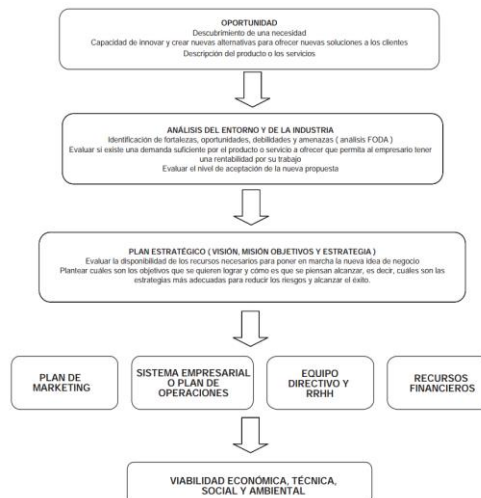 OPORTUNIDAD
Descubrimiento de una necesidad
Capacidad de innovar y crear nuevas alternativas para ofrecer nuevas soluciones a los clientes
Descripción del producto o los servicios
ANÁLISIS DEL ENTORNO Y DE LA INDUSTRIA
Identificación de fortalezas, oportunidades, debilidades y amenazas ( análisis FODA )
Evaluar si existe una demanda suficiente por el producto o servicio a ofrecer que permita al empresario tener
una rentabilidad por su trabajo
Evaluar el nivel de aceptación de la nueva propuesta
PLAN ESTRATÉGICO ( VISIÓN, MISIÓN OBJETIVOS Y ESTRATEGIA )
Evaluar la disponibilidad de los recursos necesarios para poner en marcha la nueva idea de negocio
Plantear cuáles son los objetivos que se quieren lograr y cómo es que se piensan alcanzar, es decir, cuáles son las
estrategias más adecuadas para reducir los riesgos y alcanzar el éxito.
PLAN DE
MARKETING
SISTEMA EMPRESARIAL
O PLAN DE
OPERACIONES
EQUIPO
DIRECTIVO Y
RRHH
RECURSOS
FINANCIEROS
VIABILIDAD ECONÓMICA, TÉCNICA,
SOCIAL Y AMBIENTAL